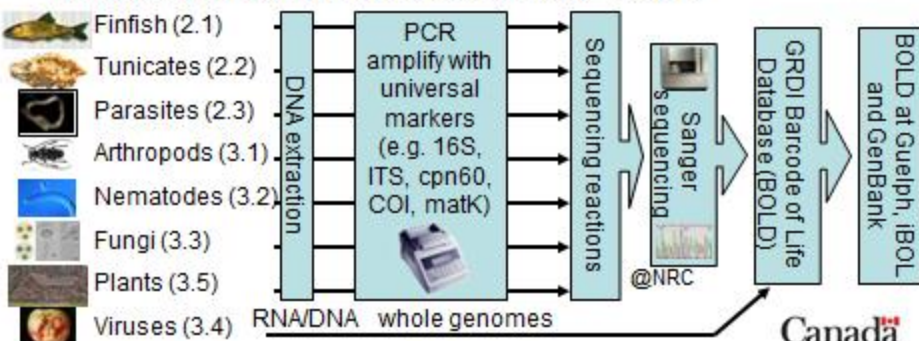 Finfish (2.1)
Tunicates (2.2)
Parasites (2.3)
Arthropods (3.1)
Nematodes (3.2)
Fungi (3.3)
Plants (3.5)
Viruses (3.4)
DNA extraction
PCR
amplify with
universal
markers
(e.g. 16S,
ITS, cpn60,
COI, matK)
Sequencing reactions
Sanger
sequencing
@NRC
GRDI Barcode of Life
Database (BOLD)
BOLD at Guelph, iBOL
and GenBank
RNA/DNA whole genomes
Canada